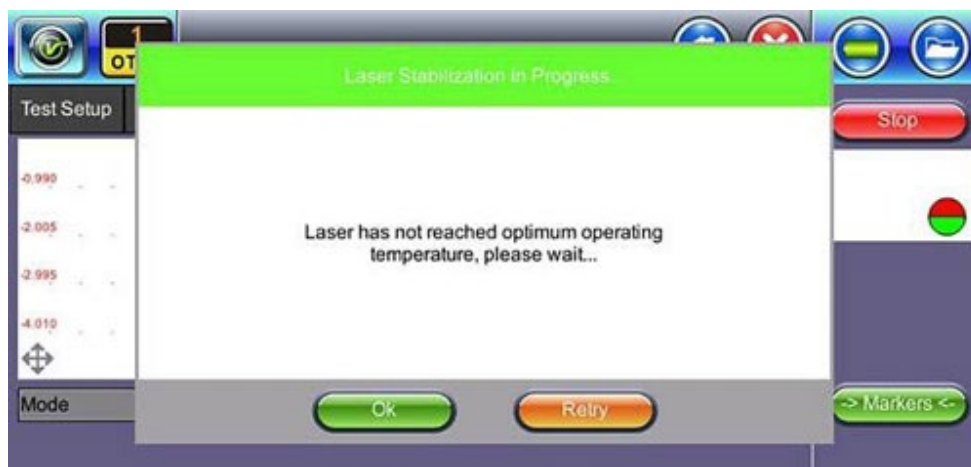 1
OT
Laser Stabilization in Progress.
Test Setup
Stop
-0.990
-2.005
-2.995
-4.010
Laser has not reached optimum operating
temperature, please wait...
Mode
Ok
Retry
-> Markers <-